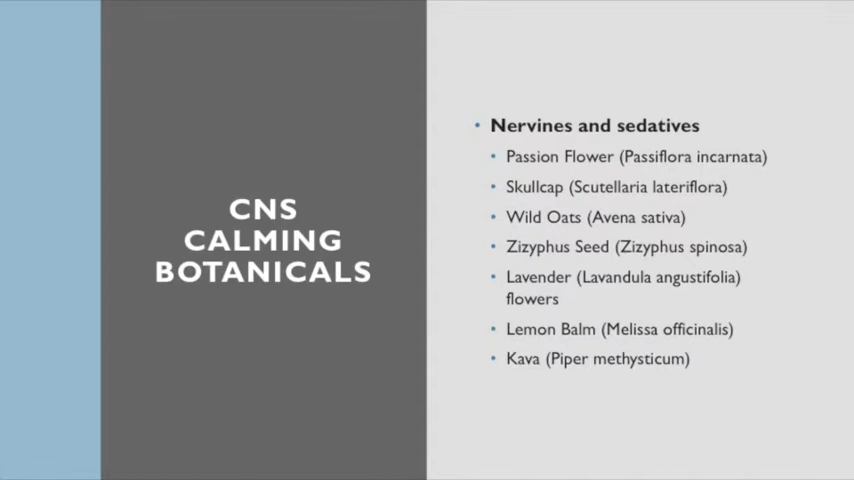 CNS
CALMING
BOTANICALS
• Nervines and sedatives
• Passion Flower (Passiflora incarnata)
• Skullcap (Scutellaria lateriflora)
• Wild Oats (Avena sativa)
• Zizyphus Seed (Zizyphus spinosa)
• Lavender (Lavandula angustifolia)
flowers
• Lemon Balm (Melissa officinalis)
• Kava (Piper methysticum)